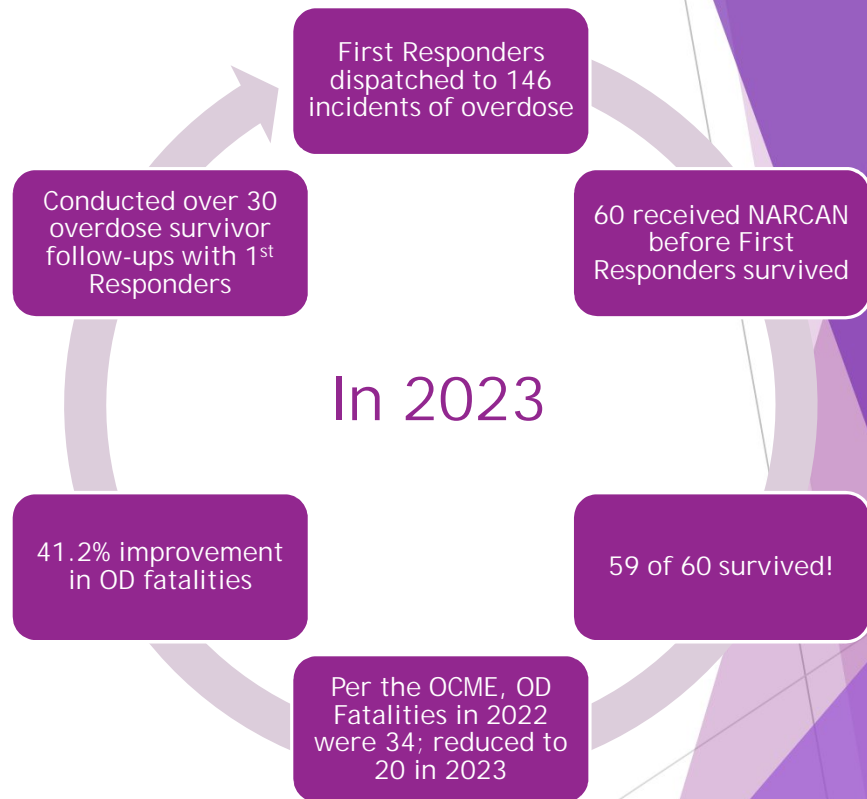 First Responders
dispatched to 146
incidents of overdose
60 received NARCAN
before First
Responders survived
59 of 60 survived!
Per the OCME, OD
Fatalities in 2022
were 34; reduced to
20 in 2023
41.2% improvement
in OD fatalities
Conducted over 30
overdose survivor
follow-ups with 1st
Responders
In 2023